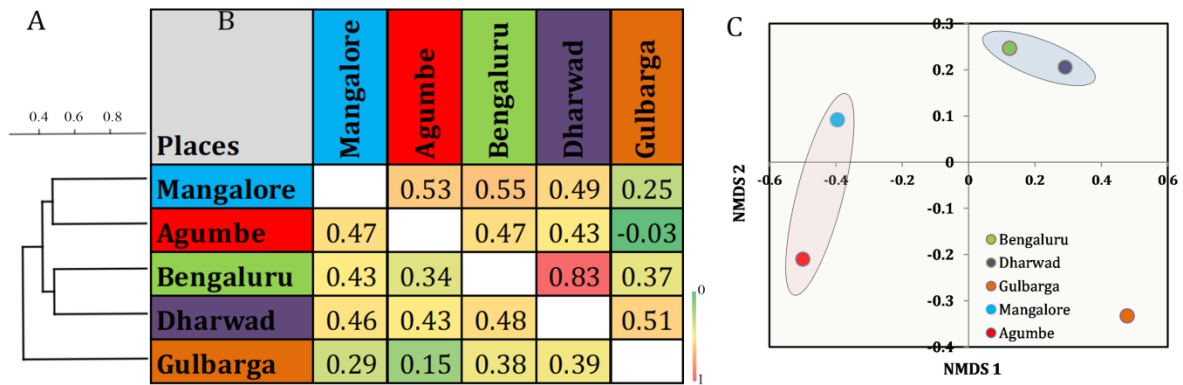 A
B
C
0.4 0.6 0.8
Places
Mangalore
Agumbe
Bengaluru
Dharwad
Gulbarga
Mangalore 0.53 0.55 0.49 0.25
Agumbe 0.47 0.47 0.43 -0.03
Bengaluru 0.43 0.34 0.83 0.37
Dharwad 0.46 0.43 0.48 0.51
Gulbarga 0.29 0.15 0.38 0.39
0
1
0.3
0.2
0.1
0
-0.1
-0.2
-0.3
-0.4
-0.6 -0.4 -0.2 0 0.2 0.4 0.6
NMDS 2
NMDS 1
Bengaluru
Dharwad
Gulbarga
Mangalore
Agumbe